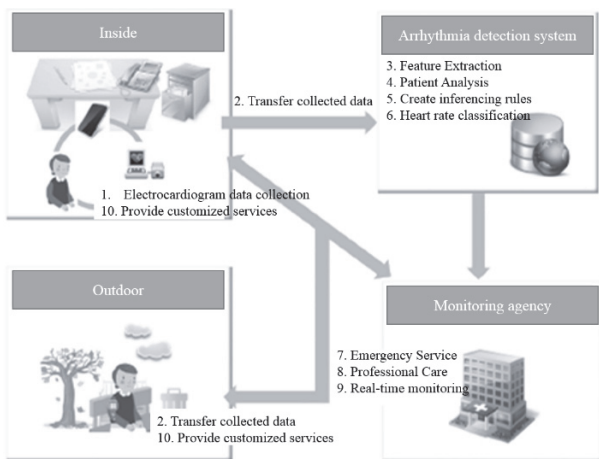 Inside
Arrhythmia detection system
3. Feature Extraction
4. Patient Analysis
5. Create inferencing rules
6. Heart rate classification
2. Transfer collected data
1. Electrocardiogram data collection
10. Provide customized services
Outdoor
Monitoring agency
7. Emergency Service
8. Professional Care
9. Real-time monitoring
2. Transfer collected data
10. Provide customized services